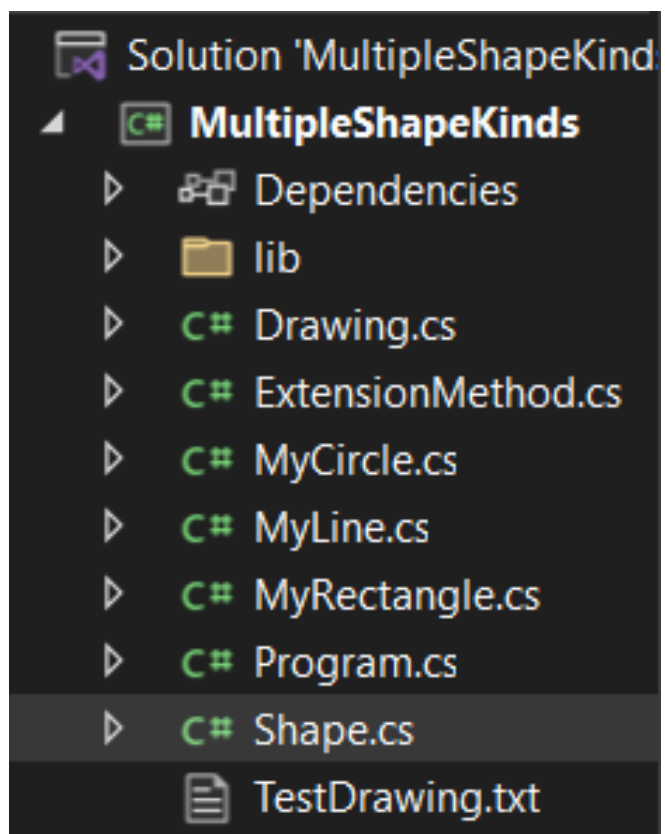 Solution 'MultipleShapeKind
C# MultipleShapeKinds
Dependencies
lib
C# Drawing.cs
C# ExtensionMethod.cs
C# MyCircle.cs
C# MyLine.cs
C# MyRectangle.cs
C# Program.cs
C# Shape.cs
TestDrawing.txt